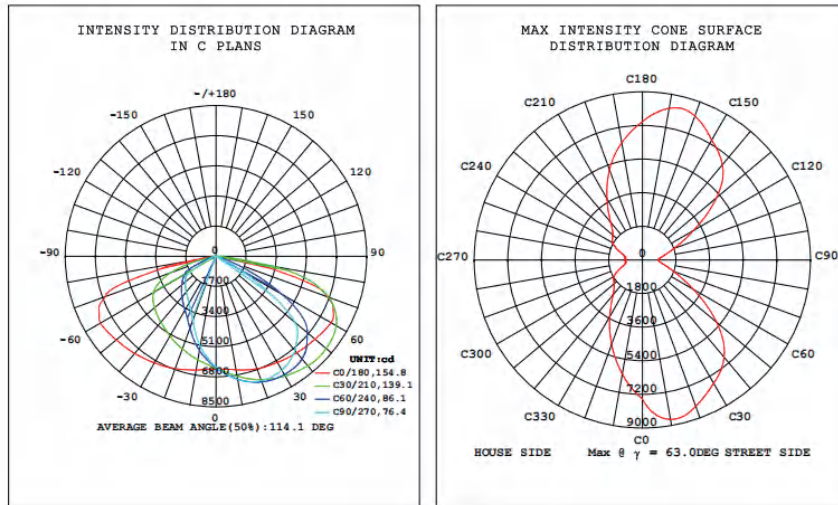 INTENSITY DISTRIBUTION DIAGRAM
IN C PLANS
-/+180
-150
150
-120
120
-90
0
90
1700
3400
-60
60
5100
UNIT:cd
6800
C0/180,154.8
C30/210,139.1
-30
30
C60/240,86.1
8500
C90/270,76.4
0
AVERAGE BEAM ANGLE(50%):114.1 DEG
MAX INTENSITY CONE SURFACE
DISTRIBUTION DIAGRAM
C180
C210
C150
C240
C120
C270
0
C90
1800
3600
C300
C60
5400
7200
C330
C30
9000
C0
HOUSE SIDE
Max @ γ = 63.0DEG STREET SIDE